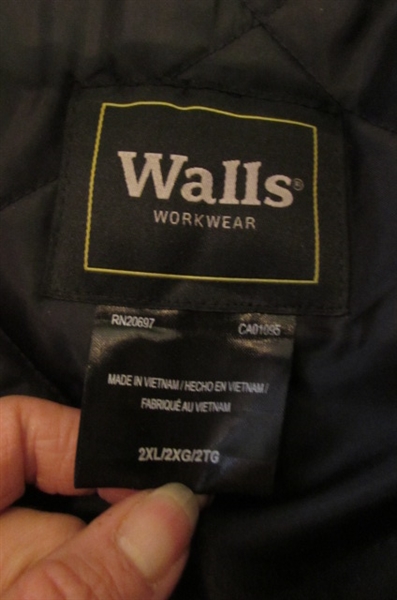 Walls®
WORKWEAR
RN20697 CA01095
MADE IN VIETNAM / HECHO EN VIETNAM /
FABRIQUÉ AU VIETNAM
2XL/2XG/2TG